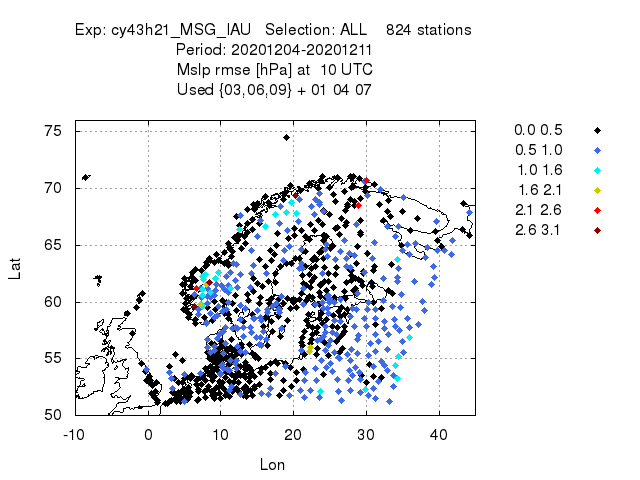 Exp: cy43h21_MSG_IAU Selection: ALL 824 stations
Period: 20201204-20201211
Mslp rmse [hPa] at 10 UTC
Used {03,06,09} + 01 04 07
75
70
65
60
55
50
Lat
-10 0 10 20 30 40
Lon
0.0 0.5
0.5 1.0
1.0 1.6
1.6 2.1
2.1 2.6
2.6 3.1